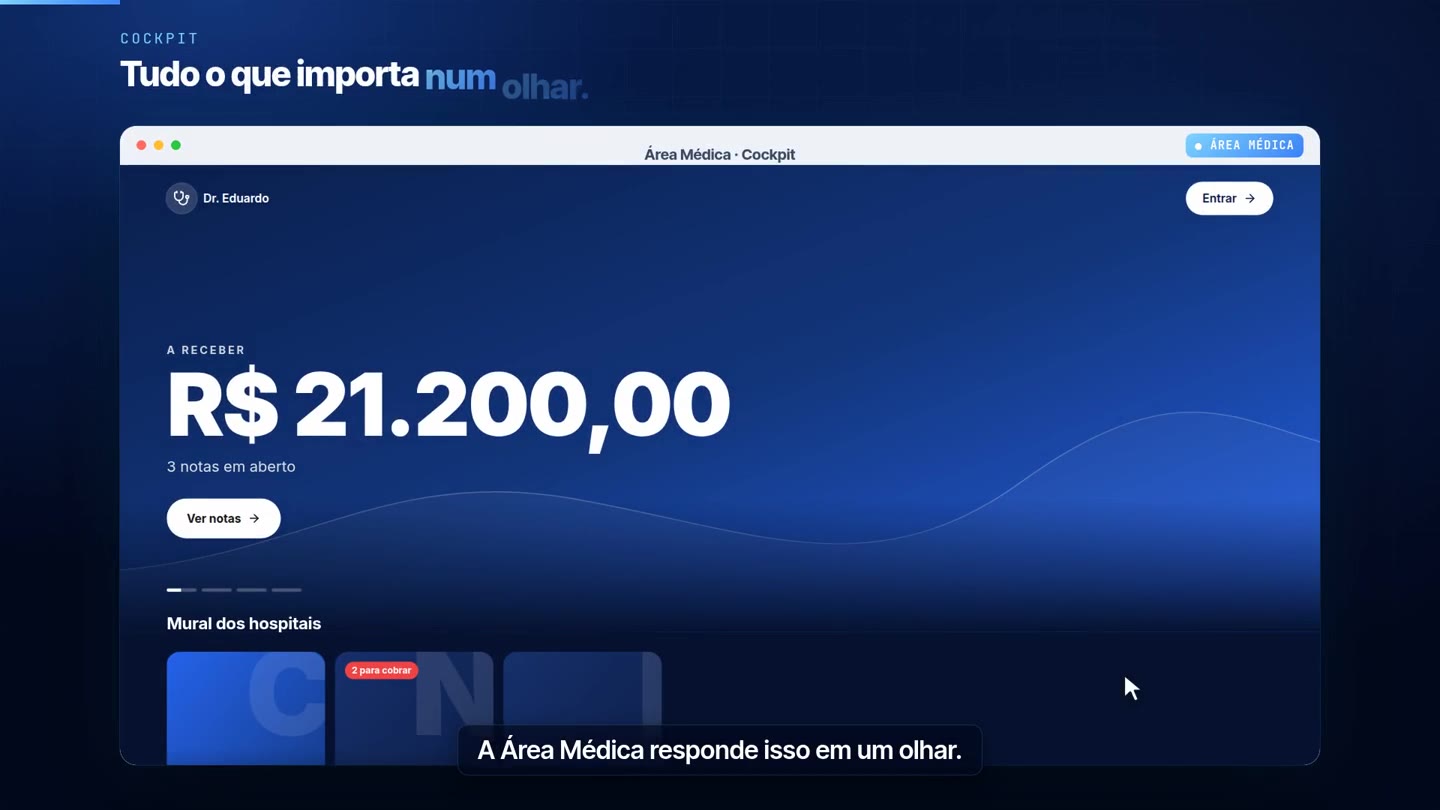 COCKPIT
Tudo o que importa num olhar.
Área Médica · Cockpit
ÁREA MÉDICA
Dr. Eduardo
Entrar
A RECEBER
R$ 21.200,00
3 notas em aberto
Ver notas
Mural dos hospitais
C
2 para cobrar
N
A Área Médica responde isso em um olhar.